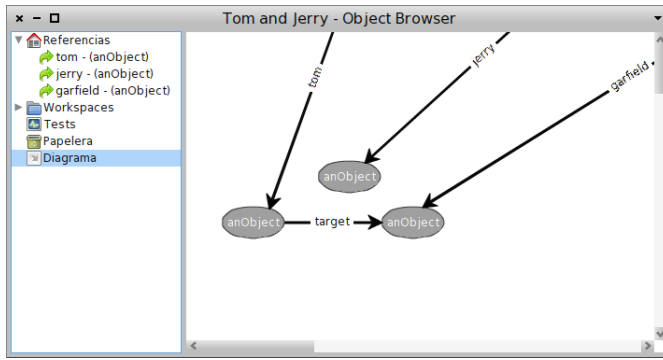 Tom and Jerry - Object Browser
Referencias
tom - (anObject)
jerry - (anObject)
garfield - (anObject)
Workspaces
Tests
Papelera
Diagrama
tom
jerry
garfield
anObject
anObject
target
anObject